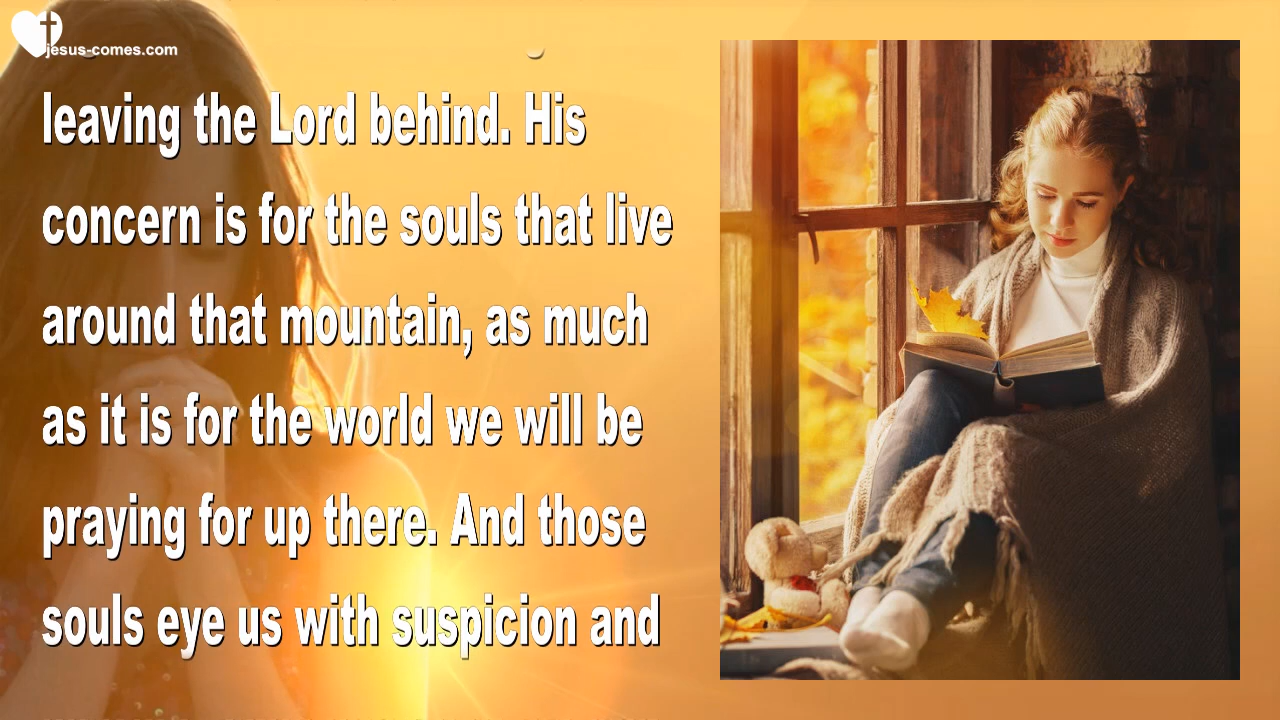 jesus-comes.com
leaving the Lord behind. His
concern is for the souls that live
around that mountain, as much
as it is for the world we will be
praying for up there. And those
souls eye us with suspicion and